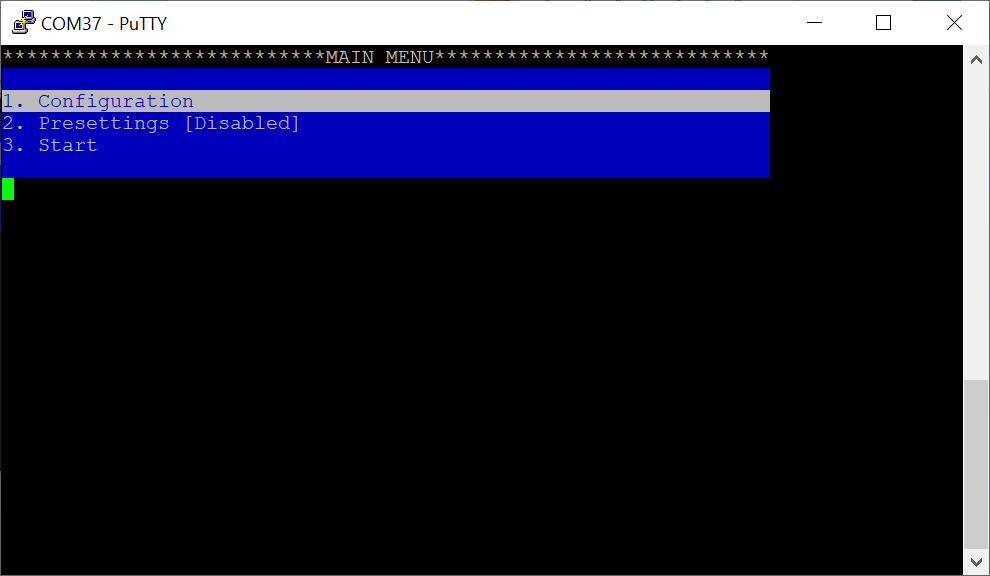 COM37 - PuTTY
***************************MAIN MENU****************************
1. Configuration
2. Presettings [Disabled]
3. Start